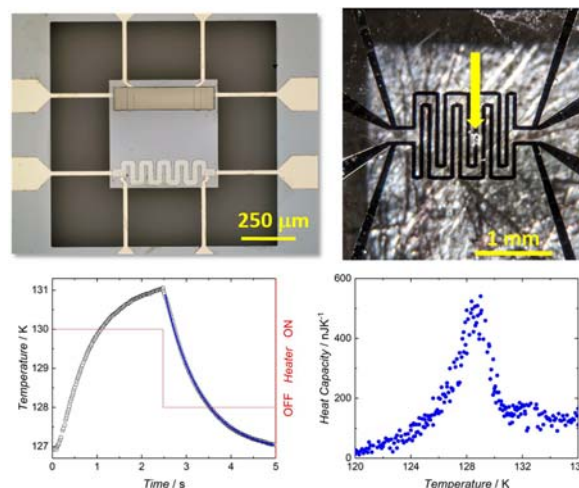 250 μm
1 mm
131
130
129
128
127
0
1
2
3
4
5
Temperature / K
Time / s
OFF Heater ON
600
400
200
0
120
124
128
132
136
Heat Capacity / nJK⁻¹
Temperature / K